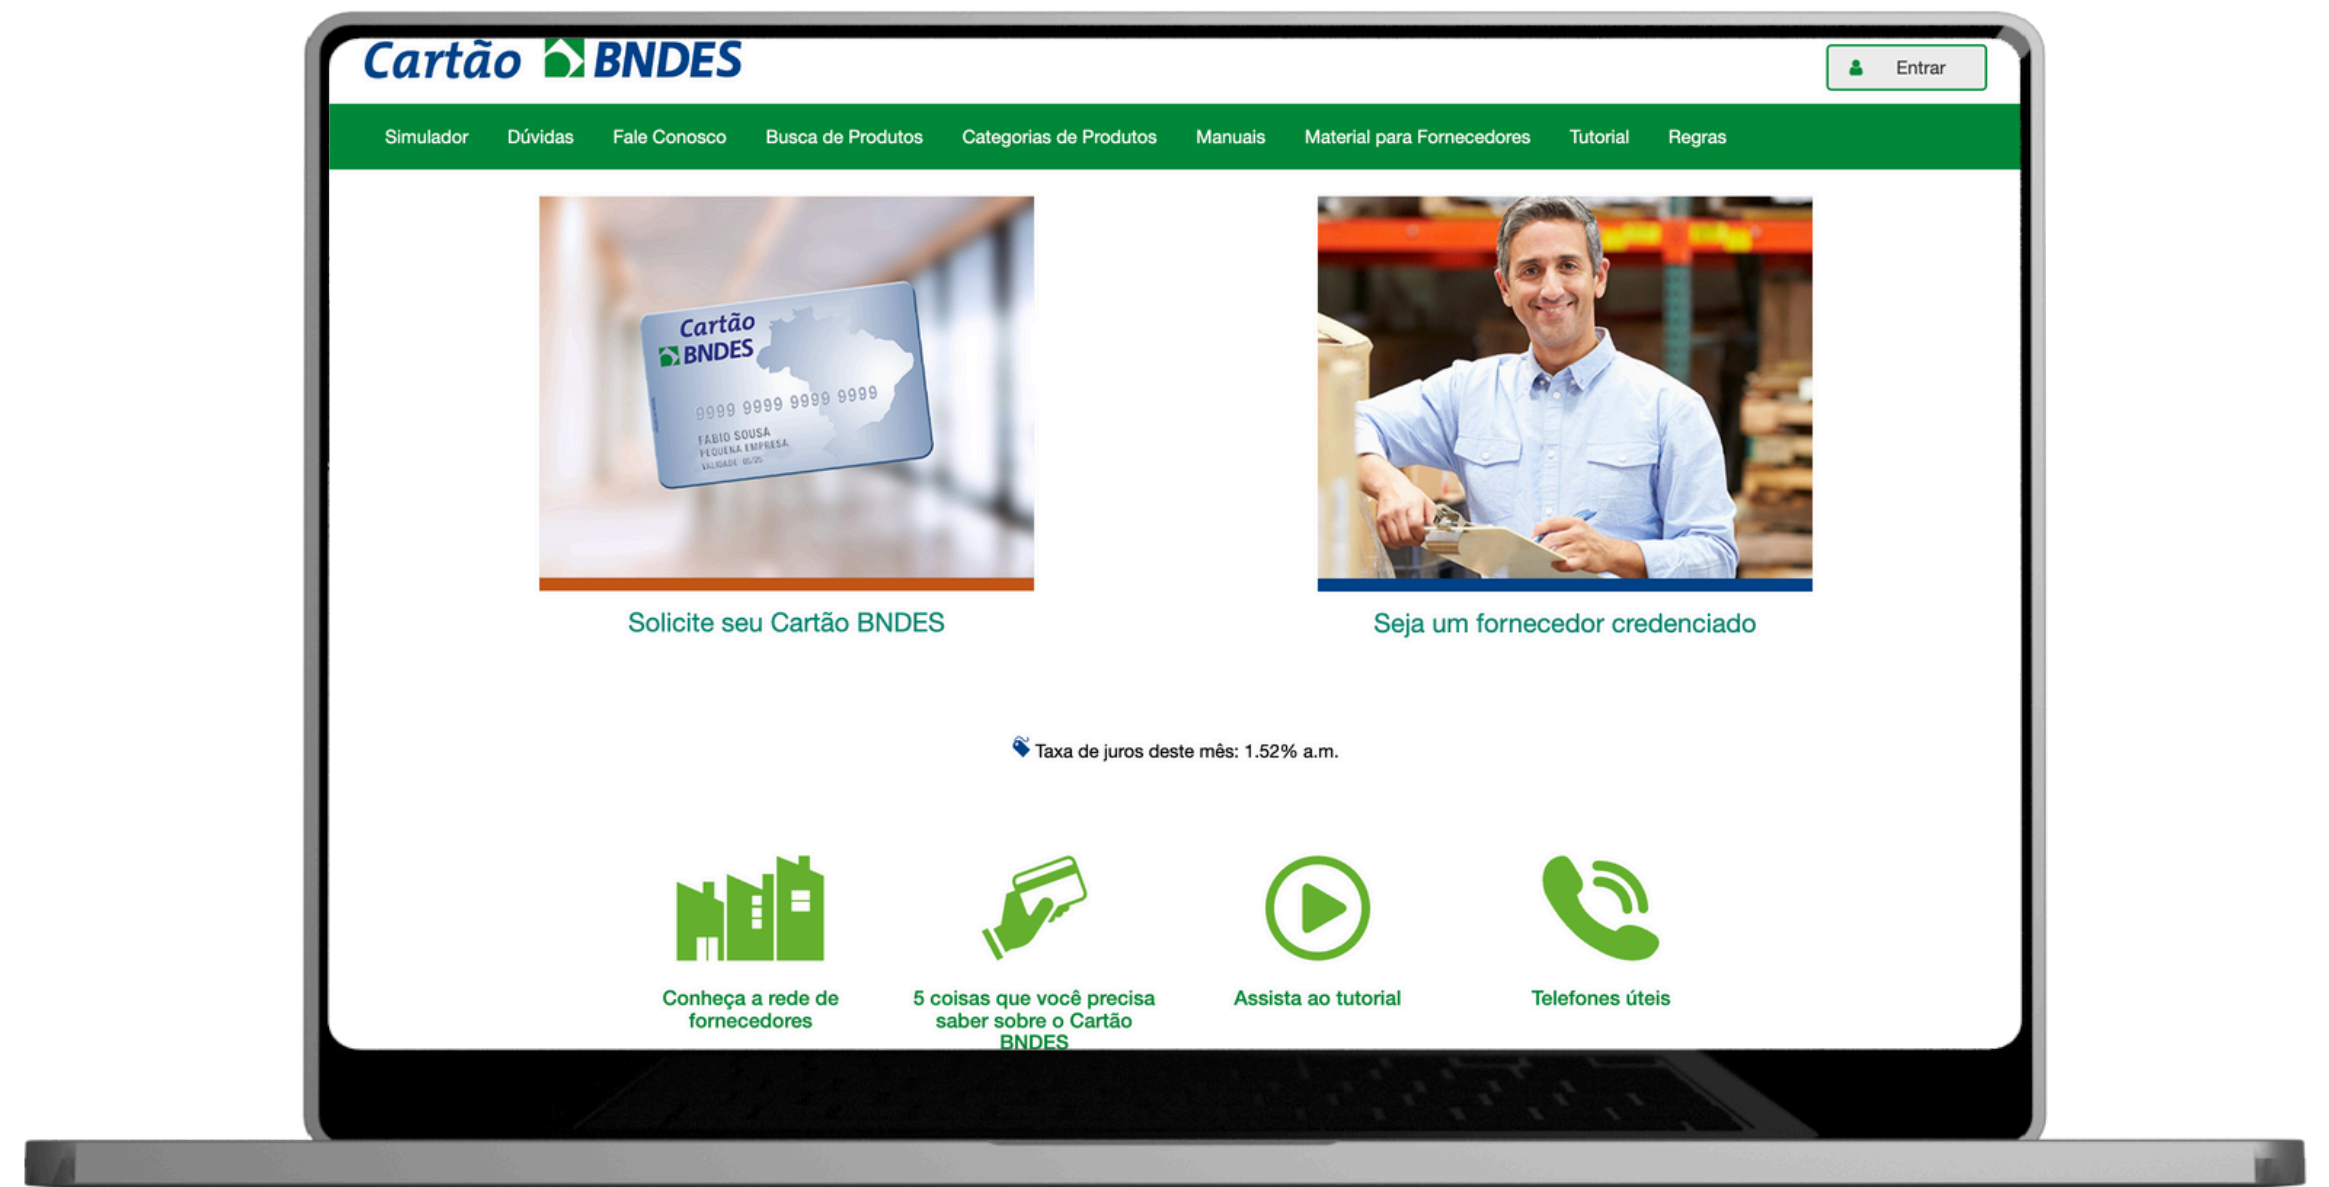 Cartão BNDES
Entrar
Simulador Dúvidas Fale Conosco Busca de Produtos Categorias de Produtos Manuais Material para Fornecedores Tutorial Regras
Cartão
BNDES
9999 9999 9999 9999
FABIO SOUSA
PEQUENA EMPRESA
VALIDADE 05/25
Solicite seu Cartão BNDES
Seja um fornecedor credenciado
Taxa de juros deste mês: 1.52% a.m.
Conheça a rede de
fornecedores
5 coisas que você precisa
saber sobre o Cartão
BNDES
Assista ao tutorial
Telefones úteis